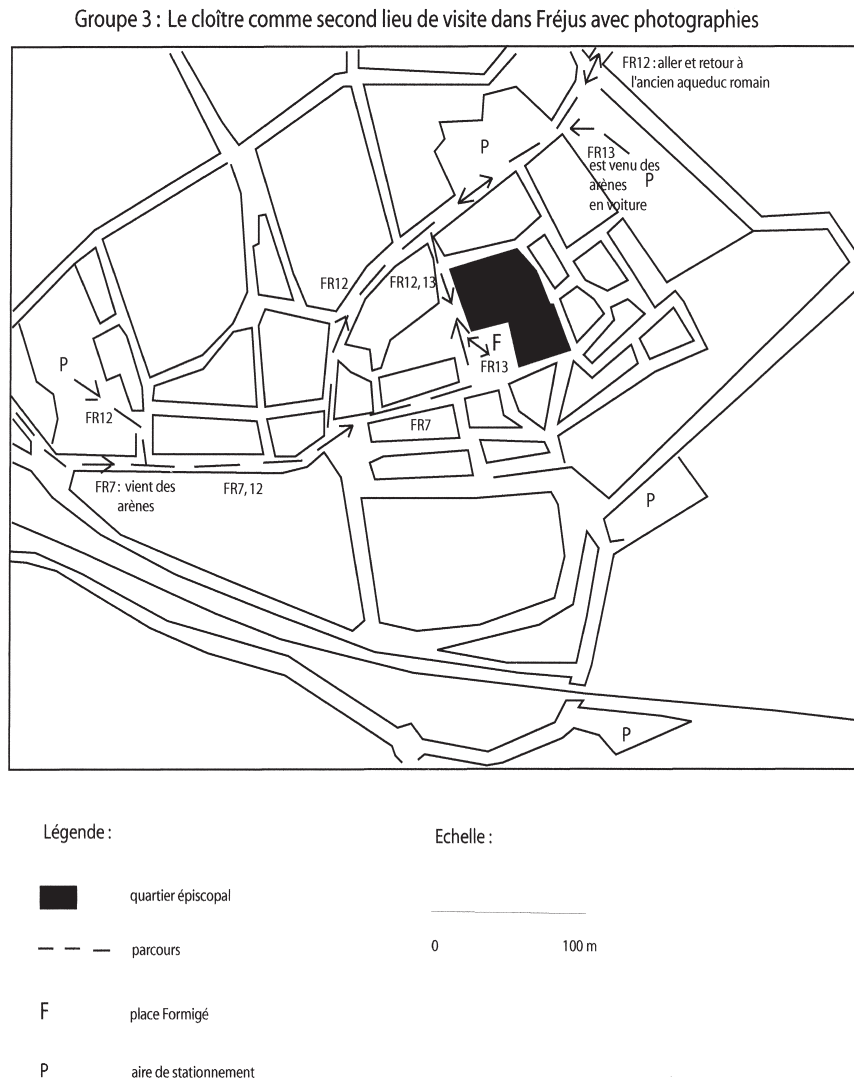 Groupe 3 : Le cloître comme second lieu de visite dans Fréjus avec photographies
FR12 : aller et retour à
l'ancien aqueduc romain
P
FR13
est venu des
arènes
en voiture
P
FR12
FR12, 13
F
FR13
P
FR12
FR7
FR7 : vient des
arènes
FR7, 12
P
P
Légende :
Echelle :
quartier épiscopal
parcours
0
100 m
F
place Formigé
P
aire de stationnement